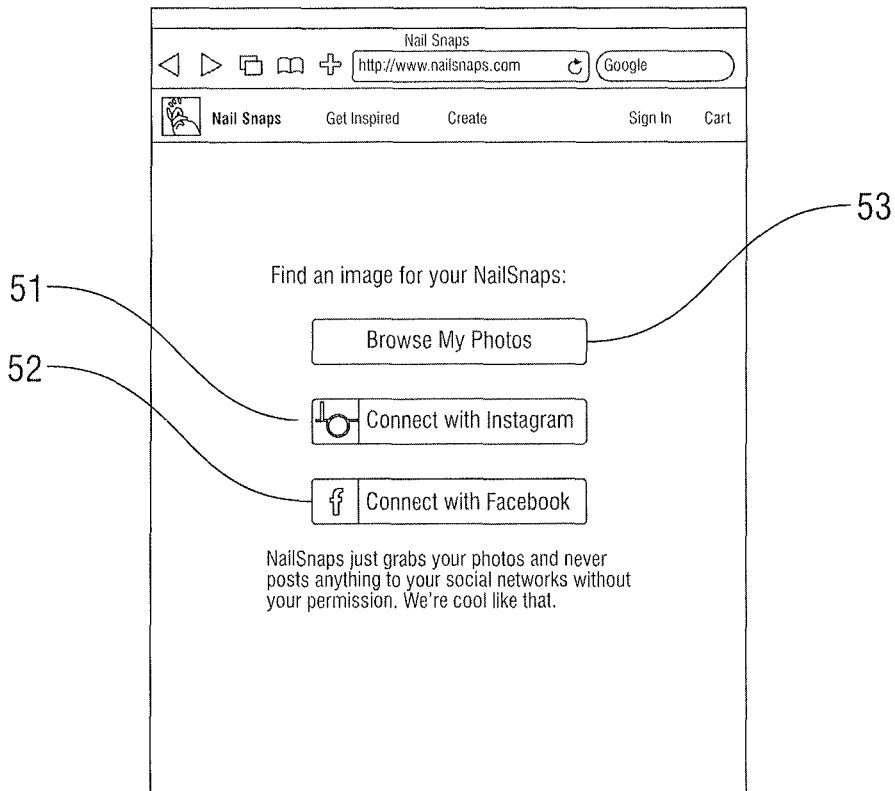 Nail Snaps
http://www.nailsnaps.com
Google
Nail Snaps Get Inspired Create Sign In Cart
53
Find an image for your NailSnaps:
51
Browse My Photos
52
Connect with Instagram
f Connect with Facebook
NailSnaps just grabs your photos and never
posts anything to your social networks without
your permission. We're cool like that.